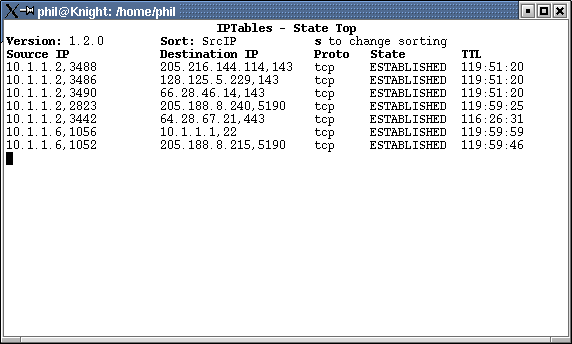 phil@Knight: /home/phil
IPTables - State Top
Version: 1.2.0 Sort: SrcIP s to change sorting
Source IP Destination IP Proto State TTL
10.1.1.2,3488 205.216.144.114,143 tcp ESTABLISHED 119:51:20
10.1.1.2,3486 128.125.5.229,143 tcp ESTABLISHED 119:51:20
10.1.1.2,3490 66.28.46.14,143 tcp ESTABLISHED 119:51:20
10.1.1.2,2823 205.188.8.240,5190 tcp ESTABLISHED 119:59:25
10.1.1.2,3442 64.28.67.21,443 tcp ESTABLISHED 116:26:31
10.1.1.6,1056 10.1.1.1,22 tcp ESTABLISHED 119:59:59
10.1.1.6,1052 205.188.8.215,5190 tcp ESTABLISHED 119:59:46